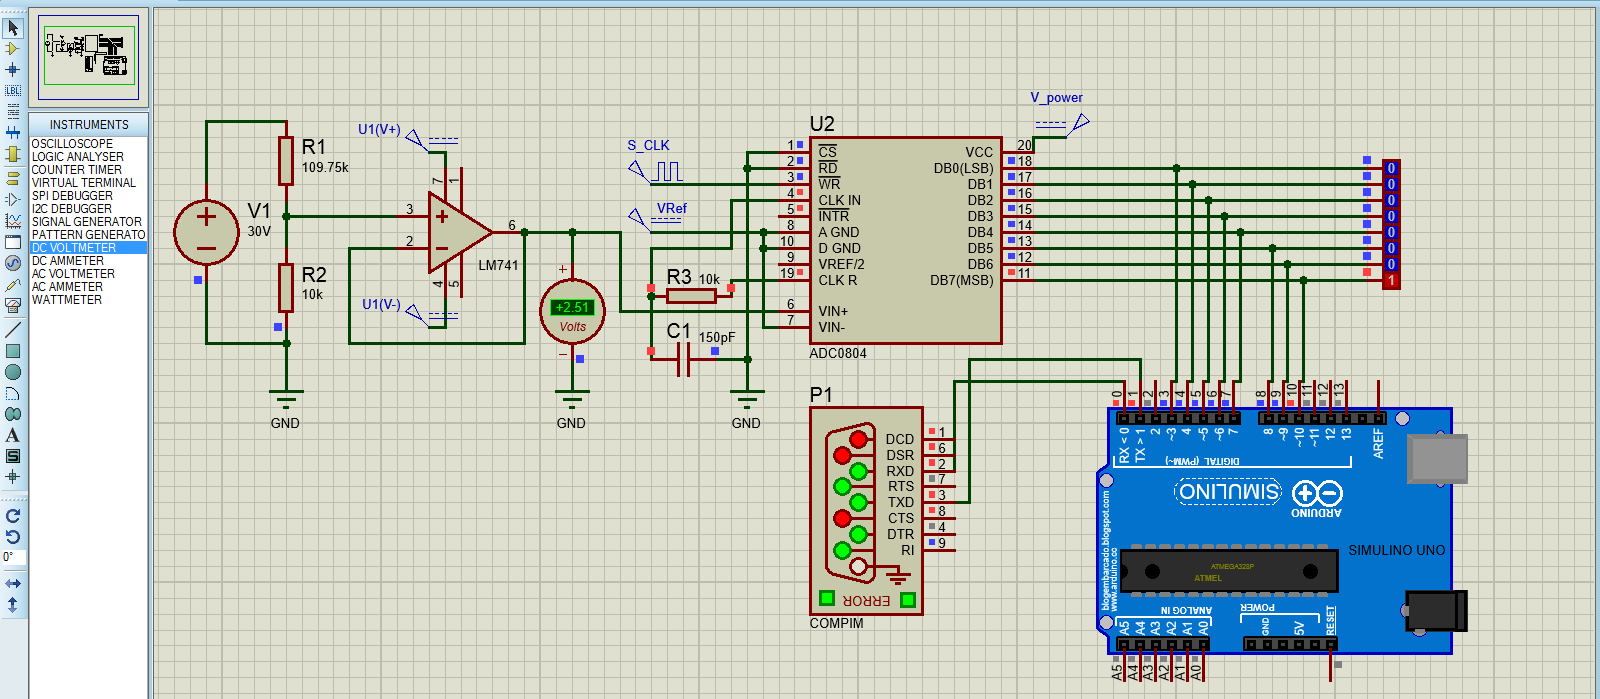 INSTRUMENTS
OSCILLOSCOPE
LOGIC ANALYSER
COUNTER TIMER
VIRTUAL TERMINAL
SPI DEBUGGER
I2C DEBUGGER
SIGNAL GENERATOR
PATTERN GENERATO
DC VOLTMETER
DC AMMETER
AC VOLTMETER
AC AMMETER
WATTMETER
LBL
A
S
0°
V1
30V
R1
109.75k
R2
10k
GND
U1(V+)
7
1
3
2
6
4
5
LM741
U1(V-)
+2.51
Volts
GND
S_CLK
VRef
R3
10k
C1
150pF
GND
U2
V_power
1 CS
2 RD
3 WR
4 CLK IN
5 INTR
8 A GND
10 D GND
9 VREF/2
19 CLK R
6 VIN+
7 VIN-
VCC 20
DB0(LSB) 18
DB1 17
DB2 16
DB3 15
DB4 14
DB5 13
DB6 12
DB7(MSB) 11
ADC0804
0
0
0
0
0
0
0
1
P1
DCD 1
DSR 6
RXD 2
RTS 7
TXD 3
CTS 8
DTR 4
RI 9
ERROR
COMPIM
0 1 2 3 4 5 6 7 8 9 10 11 12 13
RX < 0
TX > 1
2
~3
4
~5
~6
7
8
~9
~10
~11
12
13
AREF
DIGITAL (PWM~)
SIMULINO
ARDUINO
blogembarcado.blogspot.com
www.arduino.cc
SIMULINO UNO
ATMEGA328P
ATMEL
ANALOG IN
POWER
A5 A4 A3 A2 A1 A0
GND
5V
RESET
A5 A4 A3 A2 A1 A0